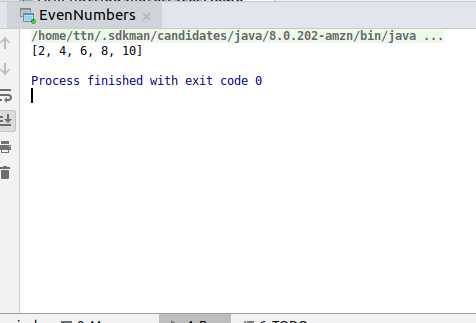 EvenNumbers
/home/ttn/.sdkman/candidates/java/8.0.202-amzn/bin/java ...
[2, 4, 6, 8, 10]
Process finished with exit code 0